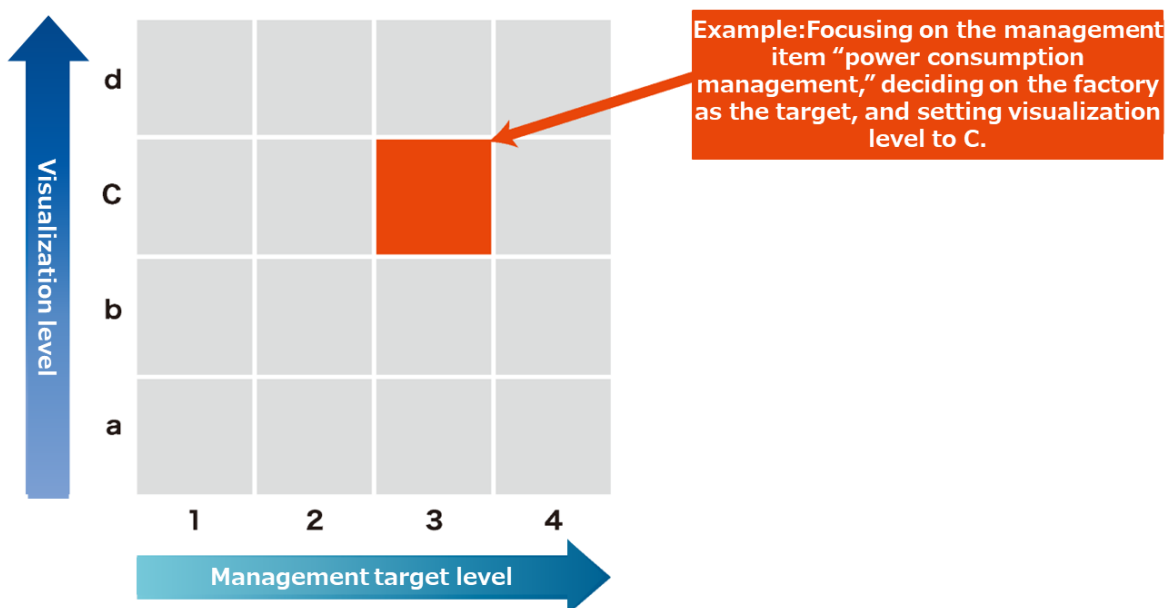 Example:Focusing on the management
item “power consumption
management,” deciding on the factory
as the target, and setting visualization
level to C.
Visualization level
d
C
b
a
1 2 3 4
Management target level